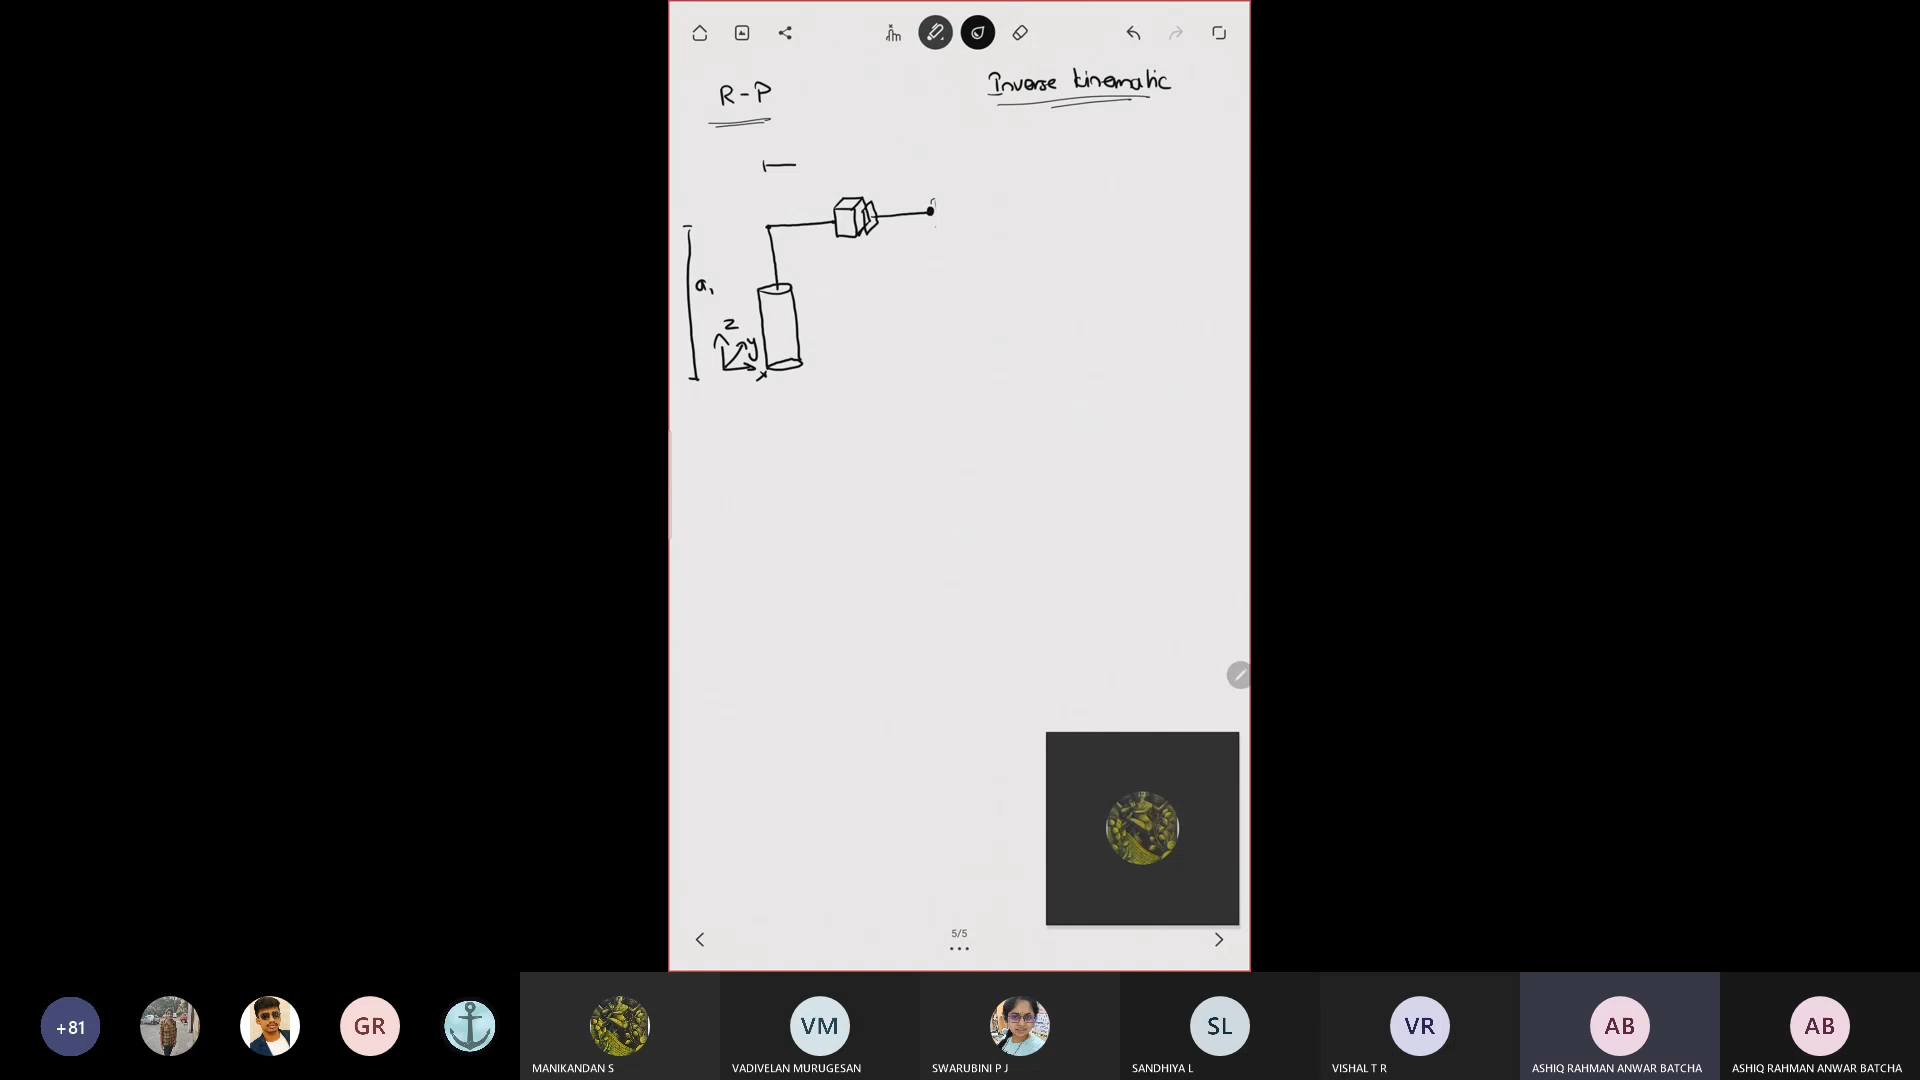 R-P
Inverse kinematic
a1
z
y
x
5/5
+81
GR
VM
SL
VR
AB
AB
MANIKANDAN S
VADIVELAN MURUGESAN
SWARUBINI P J
SANDHIYA L
VISHAL T R
ASHIQ RAHMAN ANWAR BATCHA
ASHIQ RAHMAN ANWAR BATCHA